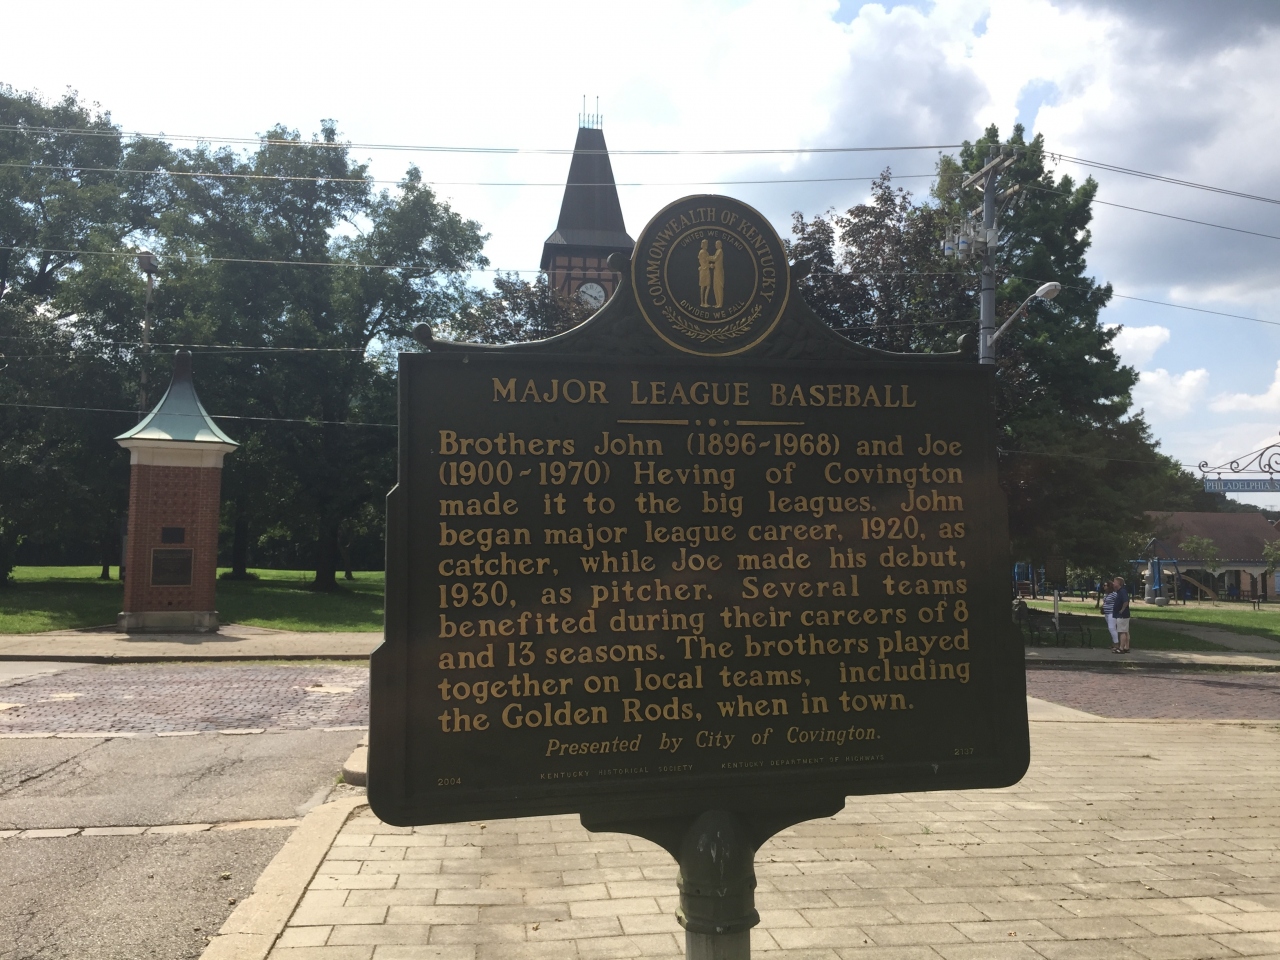 COMMONWEALTH OF KENTUCKY
UNITED WE STAND
DIVIDED WE FALL
MAJOR LEAGUE BASEBALL
Brothers John (1896~1968) and Joe
(1900~1970) Heving of Covington
made it to the big leagues. John
began major league career, 1920, as
catcher, while Joe made his debut,
1930, as pitcher. Several teams
benefited during their careers of 8
and 13 seasons. The brothers played
together on local teams, including
the Golden Rods, when in town.
Presented by City of Covington.
2004 KENTUCKY HISTORICAL SOCIETY KENTUCKY DEPARTMENT OF HIGHWAYS 2137
PHILADELPHIA S